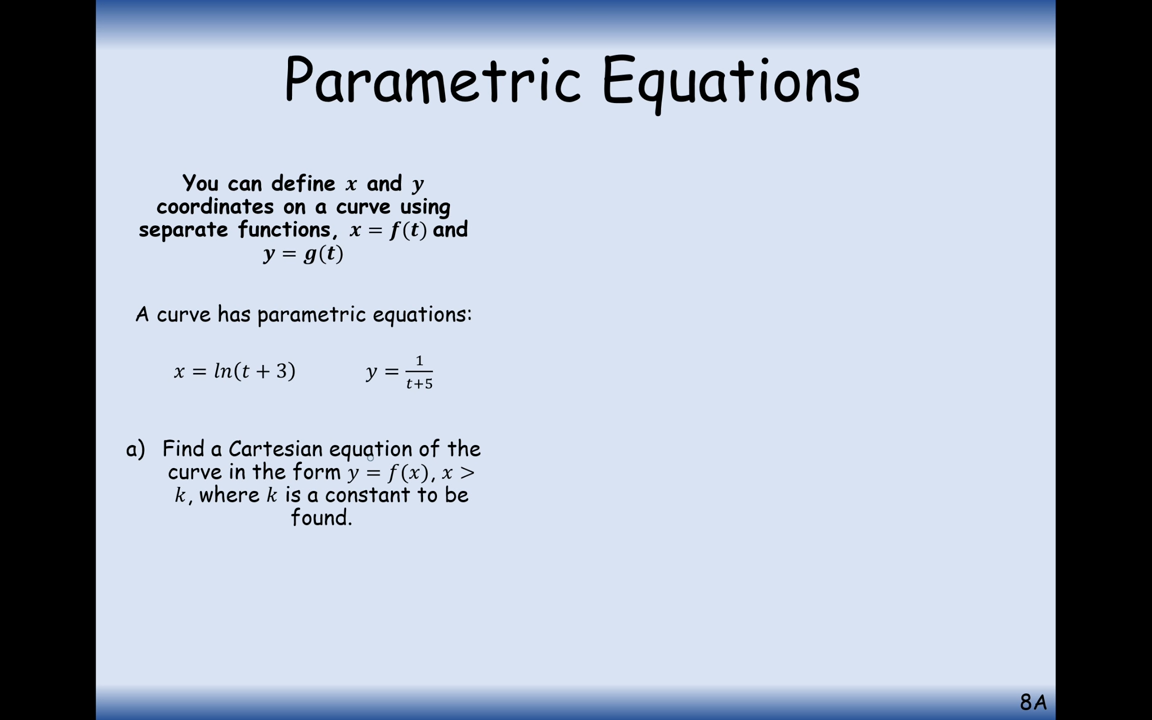 Parametric Equations
You can define x and y
coordinates on a curve using
separate functions, x = f(t) and
y = g(t)
A curve has parametric equations:
x = ln(t + 3) y = 1/(t+5)
a) Find a Cartesian equation of the
curve in the form y = f(x), x >
k, where k is a constant to be
found.
8A